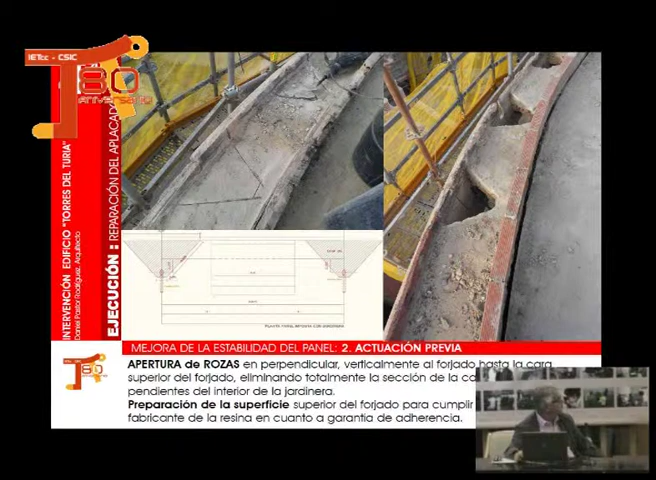 IETcc - CSIC
80
Aniversario
INTERVENCIÓN EDIFICIO "TORRES DEL TURIA"
Daniel Pastor Rodríguez. Arquitecto
EJECUCIÓN : REPARACIÓN DEL APLACADO
MEJORA DE LA ESTABILIDAD DEL PANEL: 2. ACTUACIÓN PREVIA
80
APERTURA de ROZAS en perpendicular, verticalmente al forjado hasta la cara
superior del forjado, eliminando totalmente la sección de la
pendientes del interior de la jardinera.
Preparación de la superficie superior del forjado para cumplir
fabricante de la resina en cuanto a garantia de adherencia.